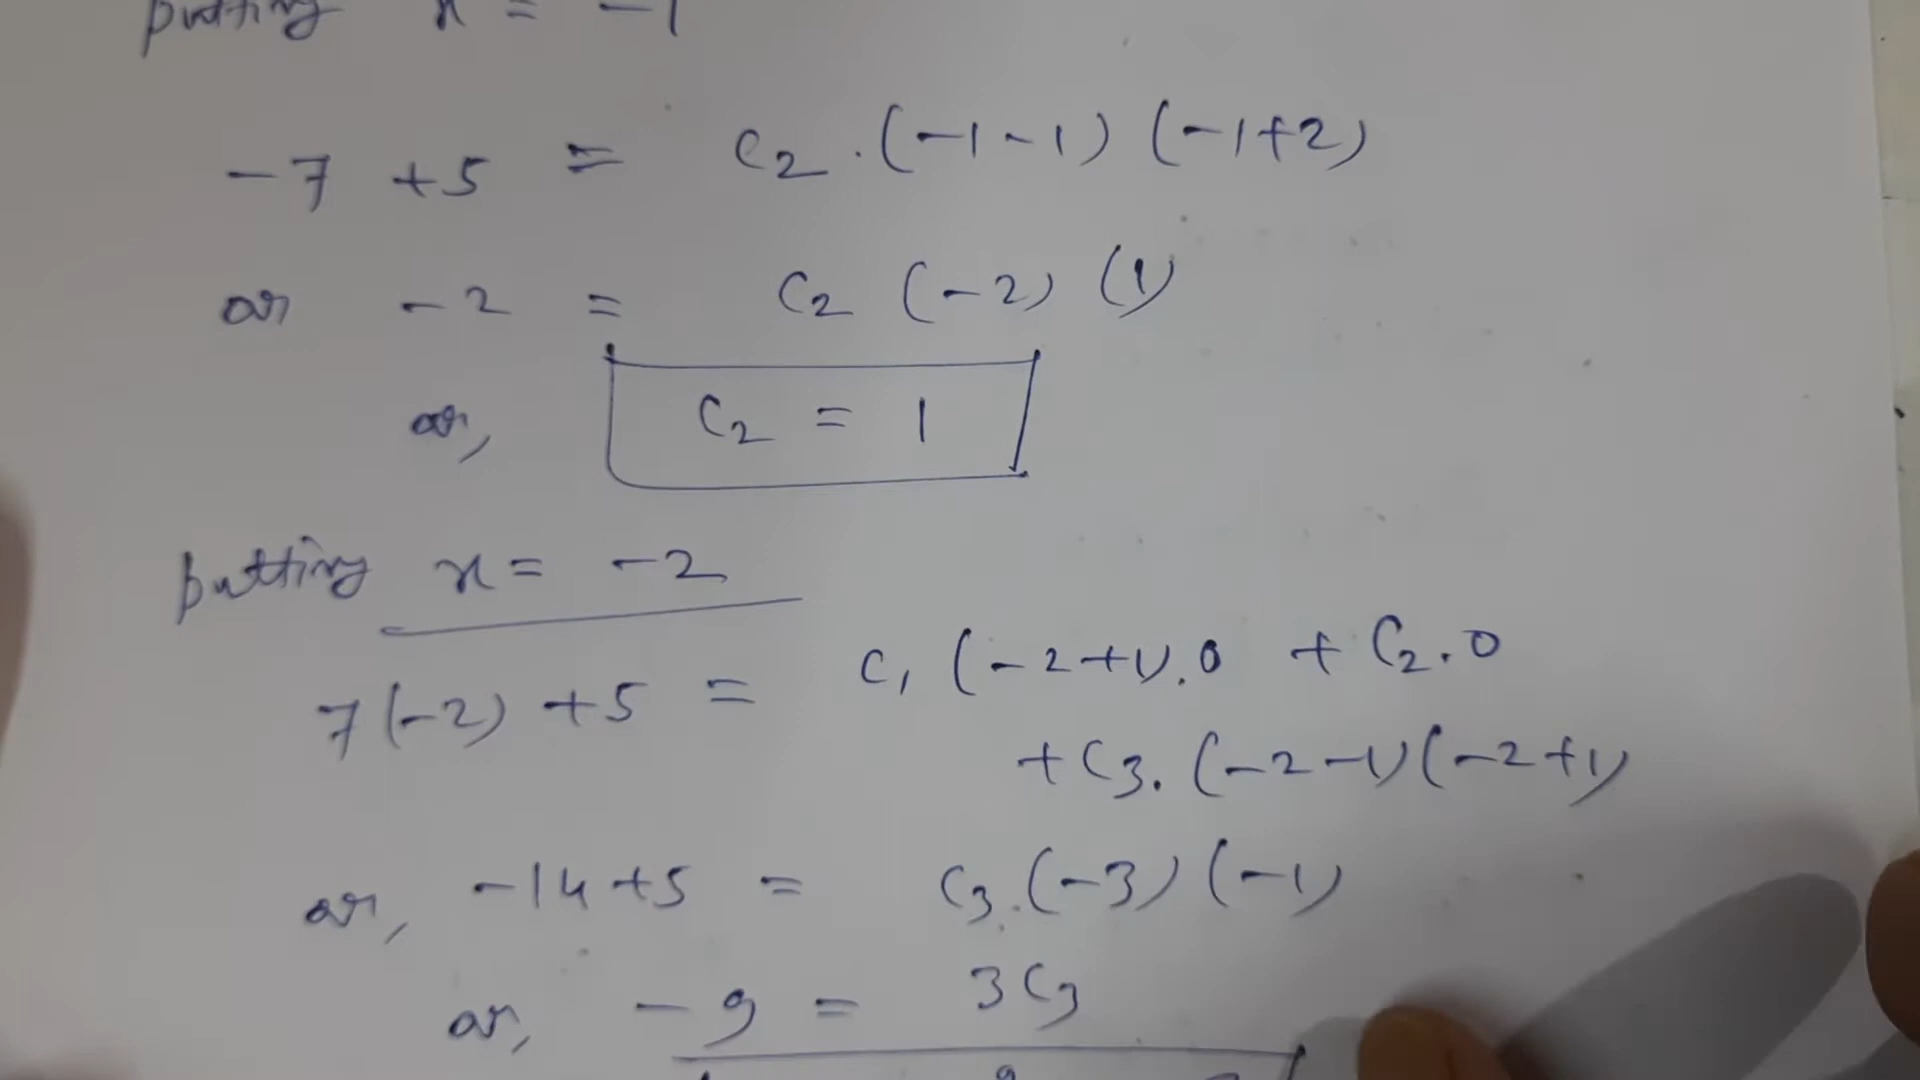 putting x = -1
-7 +5 = C₂ . (-1-1) (-1+2)
or -2 = C₂ (-2) (1)
or, C₂ = 1
putting x = -2
7(-2) +5 = C₁ (-2+1).0 + C₂.0
+ C₃. (-2-1)(-2+1)
or, -14+5 = C₃.(-3) (-1)
or, -9 = 3C₃